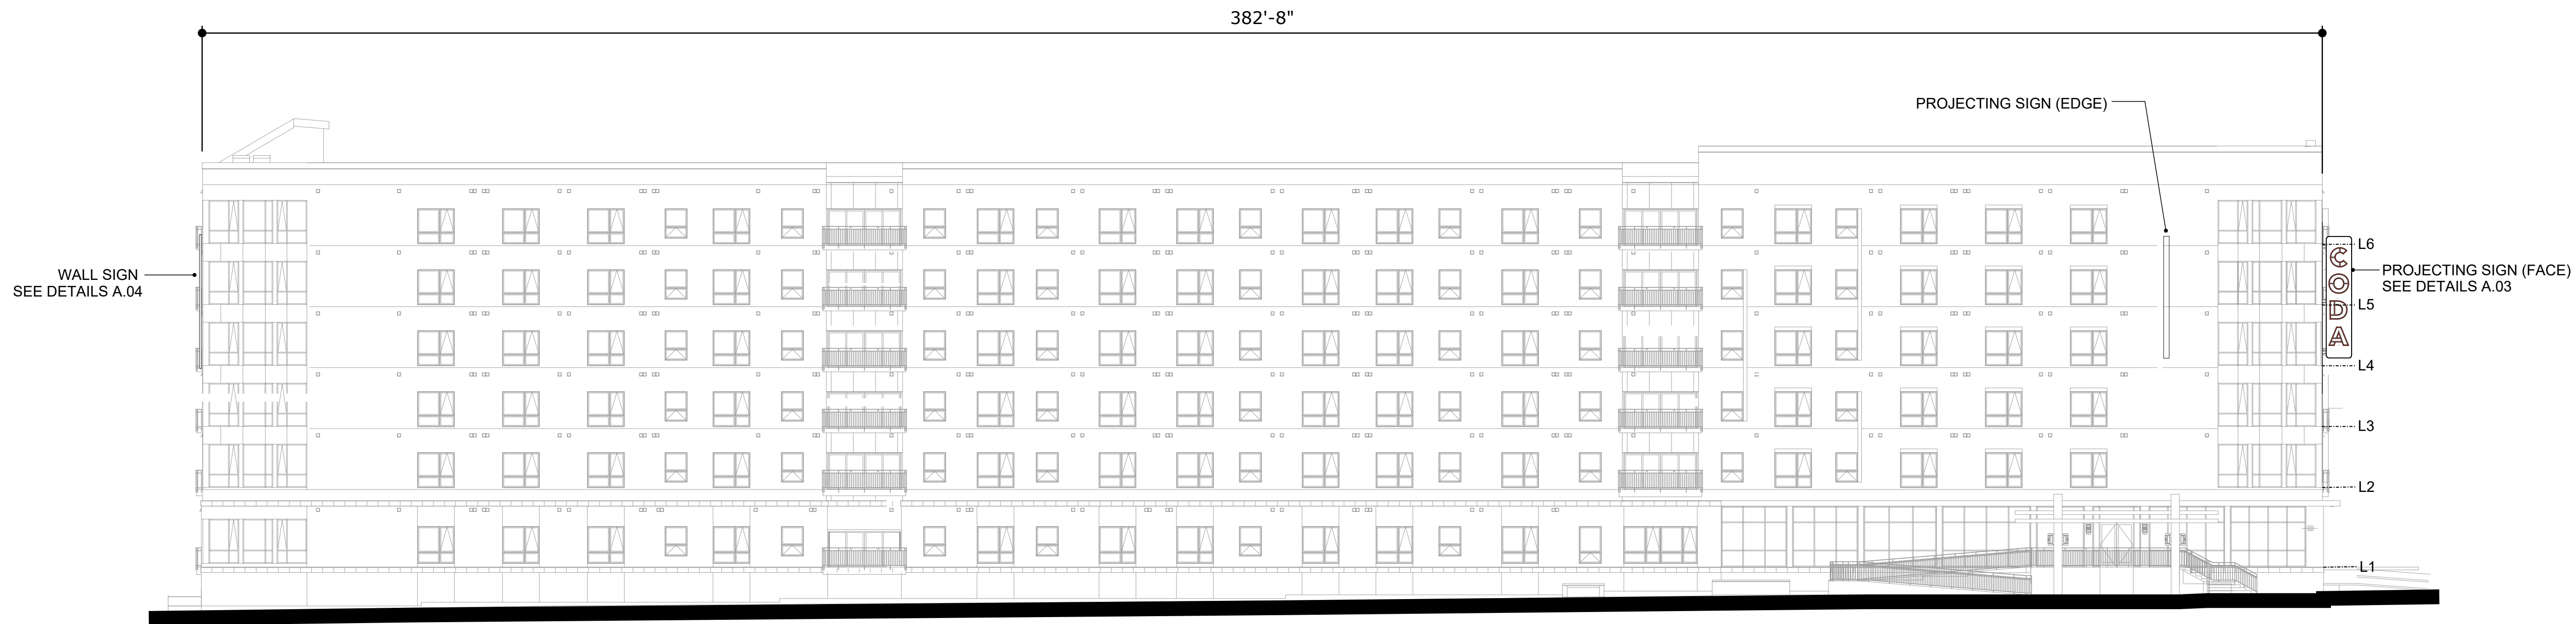 382'-8"
PROJECTING SIGN (EDGE)
WALL SIGN
SEE DETAILS A.04
L6
C
O
D
A
PROJECTING SIGN (FACE)
SEE DETAILS A.03
L5
L4
L3
L2
L1